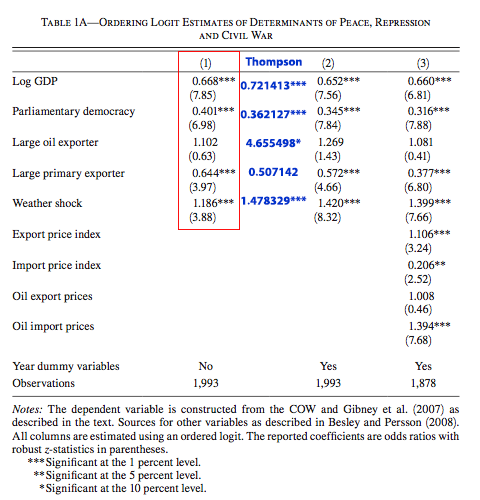 TABLE 1A—ORDERING LOGIT ESTIMATES OF DETERMINANTS OF PEACE, REPRESSION
AND CIVIL WAR
(1) Thompson (2) (3)
Log GDP 0.668*** 0.721413*** 0.652*** 0.660***
(7.85) (7.56) (6.81)
Parliamentary democracy 0.401*** 0.362127*** 0.345*** 0.316***
(6.98) (7.84) (7.88)
Large oil exporter 1.102 4.655498* 1.269 1.081
(0.63) (1.43) (0.41)
Large primary exporter 0.644*** 0.507142 0.572*** 0.377***
(3.97) (4.66) (6.80)
Weather shock 1.186*** 1.478329*** 1.420*** 1.399***
(3.88) (8.32) (7.66)
Export price index 1.106***
(3.24)
Import price index 0.206**
(2.52)
Oil export prices 1.008
(0.46)
Oil import prices 1.394***
(7.68)
Year dummy variables No Yes Yes
Observations 1,993 1,993 1,878
Notes: The dependent variable is constructed from the COW and Gibney et al. (2007) as
described in the text. Sources for other variables as described in Besley and Persson (2008).
All columns are estimated using an ordered logit. The reported coefficients are odds ratios with
robust z-statistics in parentheses.
***Significant at the 1 percent level.
**Significant at the 5 percent level.
*Significant at the 10 percent level.